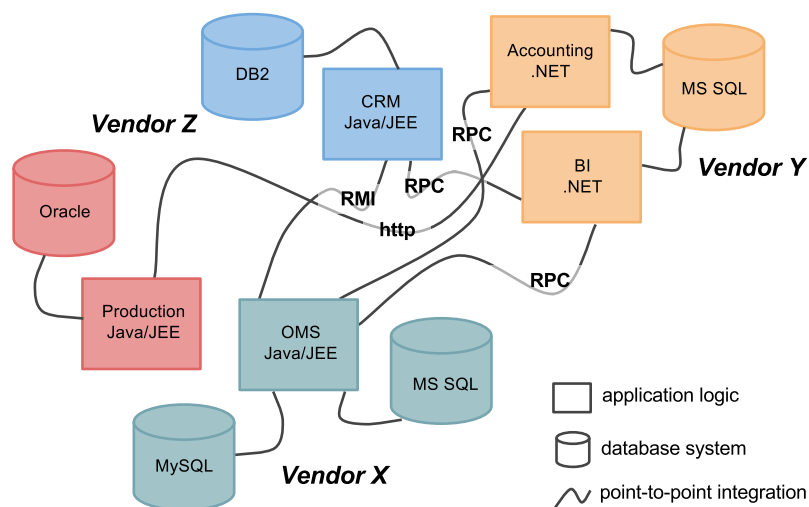 Accounting
.NET
DB2
MS SQL
CRM
Java/JEE
Vendor Z
RPC
BI
.NET
Vendor Y
RPC
RMI
Oracle
http
RPC
Production
Java/JEE
OMS
Java/JEE
MS SQL
application logic
database system
MySQL
Vendor X
point-to-point integration